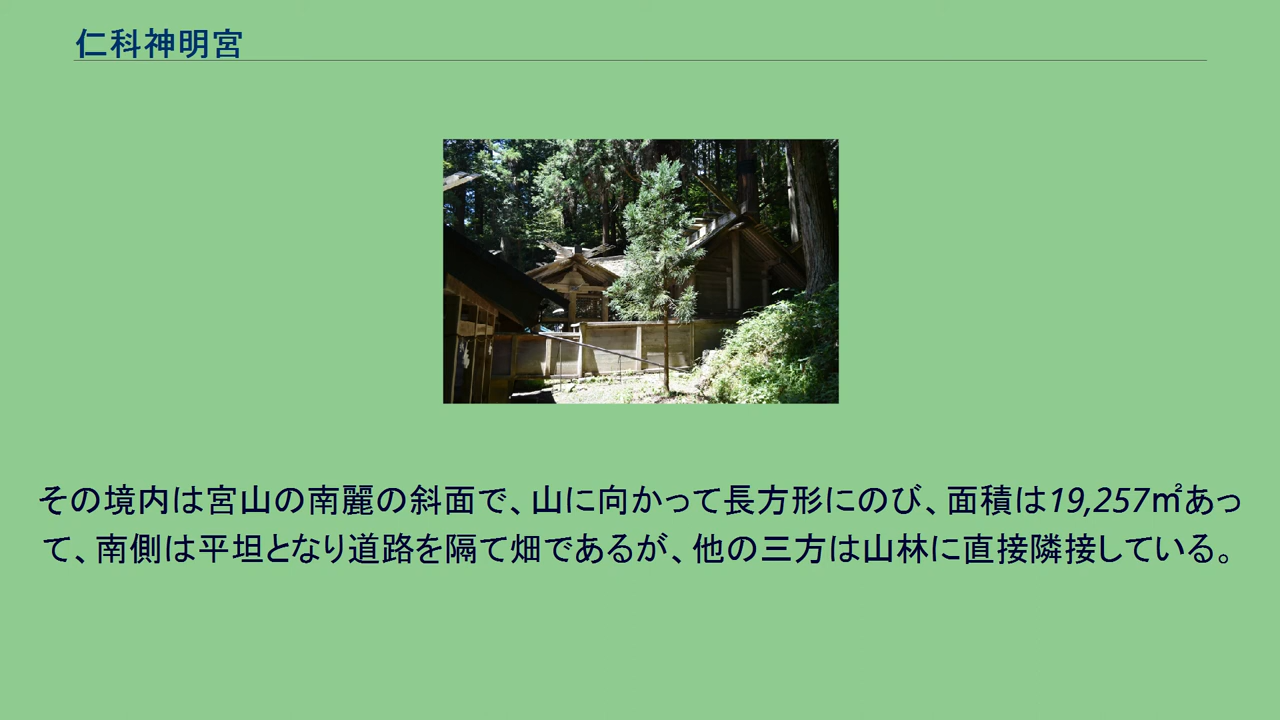 仁科神明宮
その境内は宮山の南麗の斜面で、山に向かって長方形にのび、面積は19,257㎡あっ
て、南側は平坦となり道路を隔て畑であるが、他の三方は山林に直接隣接している。